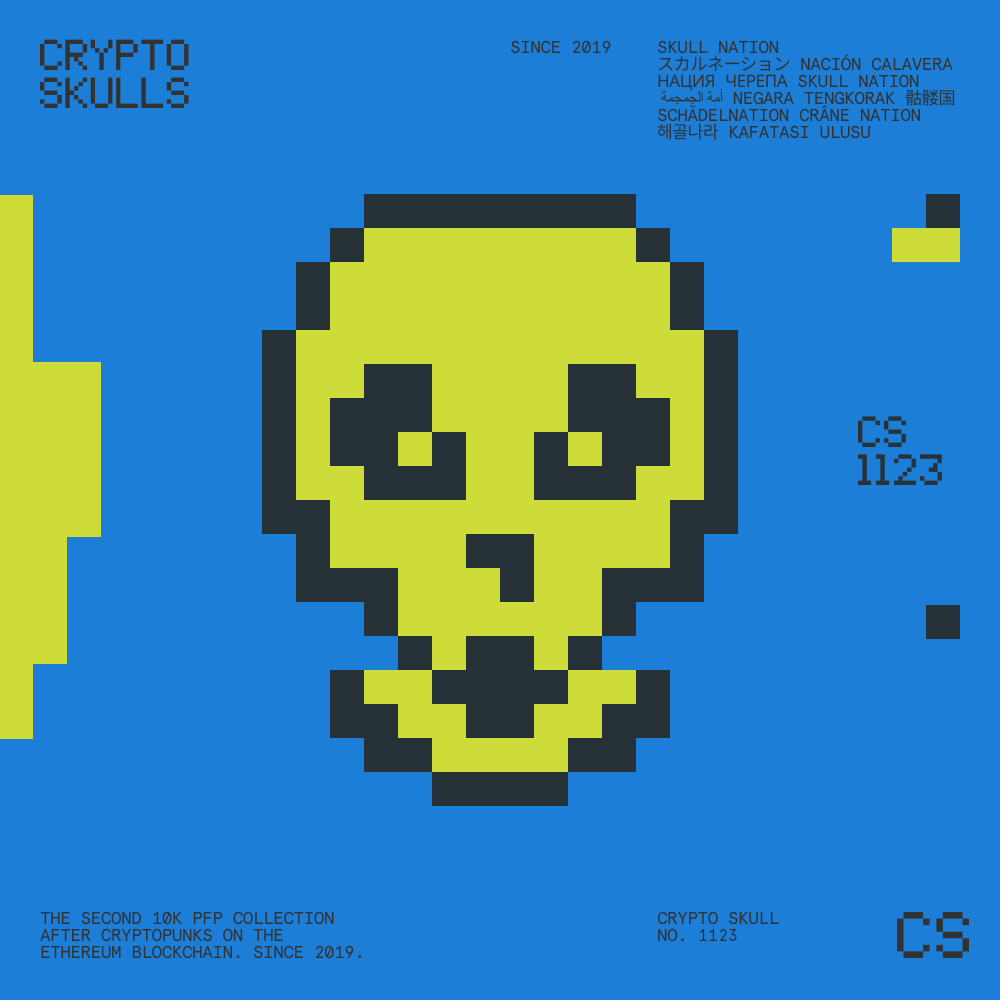 CRYPTO
SKULLS
SINCE 2019
SKULL NATION
スカルネーション NACIÓN CALAVERA
НАЦИЯ ЧЕРЕПА SKULL NATION
أمة الجمجمة NEGARA TENGKORAK 骷髅国
SCHÄDELNATION CRÂNE NATION
해골나라 KAFATASI ULUSU
CS
1123
THE SECOND 10K PFP COLLECTION
AFTER CRYPTOPUNKS ON THE
ETHEREUM BLOCKCHAIN. SINCE 2019.
CRYPTO SKULL
NO. 1123
CS